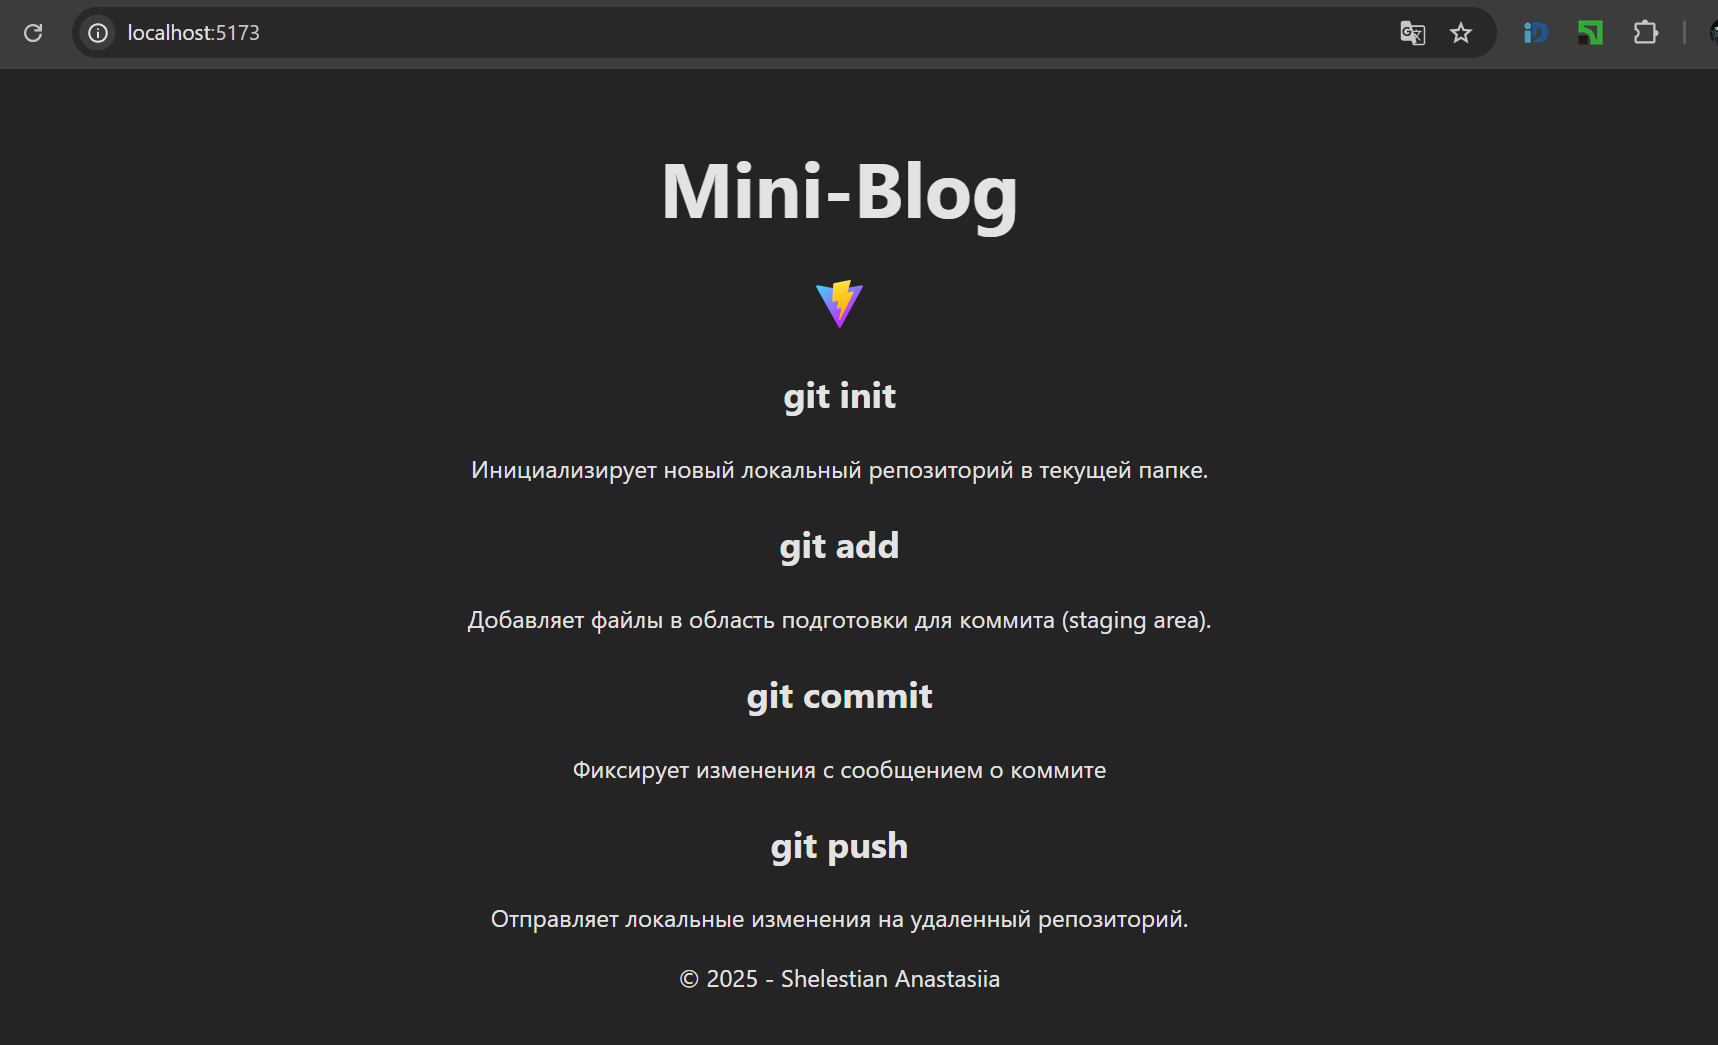 localhost:5173
Mini-Blog
git init
Инициализирует новый локальный репозиторий в текущей папке.
git add
Добавляет файлы в область подготовки для коммита (staging area).
git commit
Фиксирует изменения с сообщением о коммите
git push
Отправляет локальные изменения на удаленный репозиторий.
© 2025 - Shelestian Anastasiia